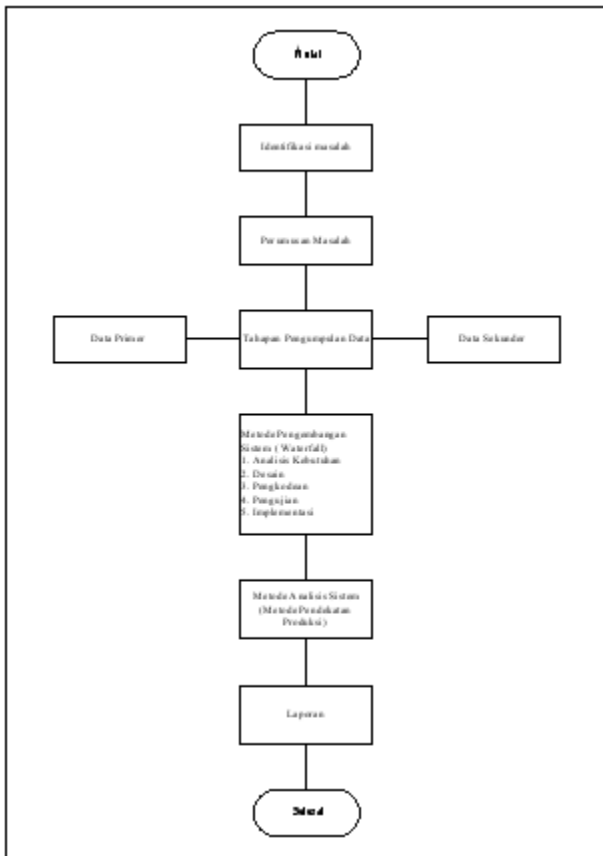 Mulai
Identifikasi masalah
Perumusan Masalah
Data Primer
Tahapan Pengumpulan Data
Data Sekunder
Metode Pengembangan
Sistem ( Waterfall)
1. Analisis Kebutuhan
2. Desain
3. Pengkodean
4. Pengujian
5. Implementasi
Metode Analisis Sistem
(Metode Pendekatan
Produksi)
Laporan
Selesai